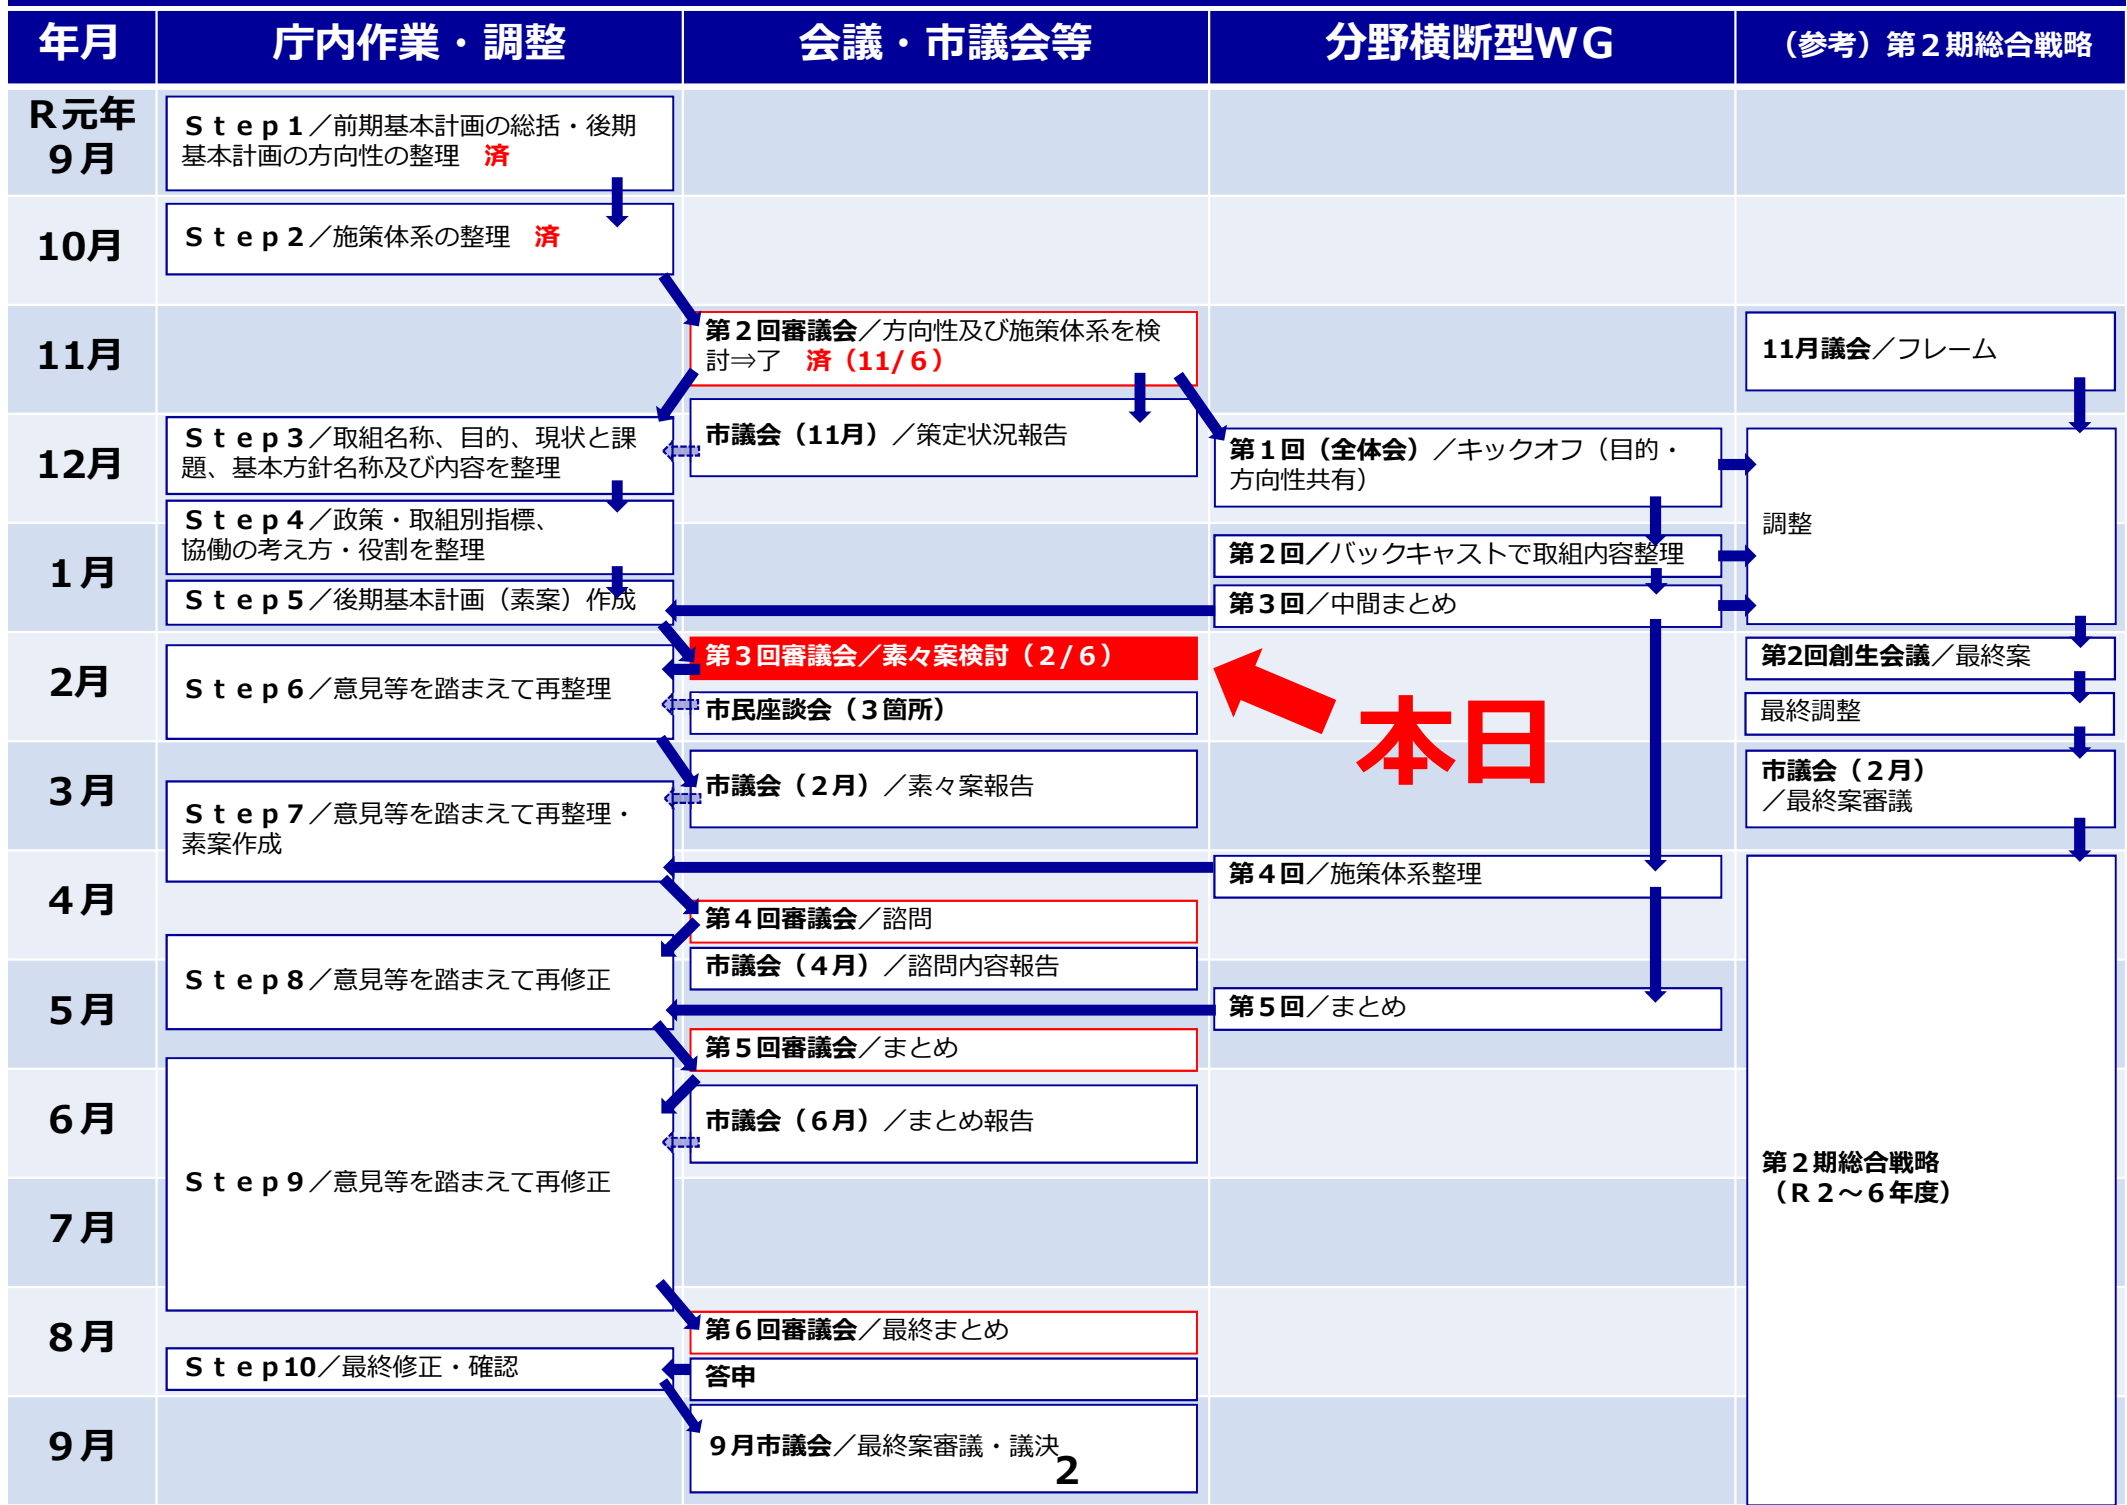 年月
庁内作業・調整
会議・市議会等
分野横断型WG
（参考）第２期総合戦略
Ｒ元年
９月
Ｓｔｅｐ１／前期基本計画の総括・後期
基本計画の方向性の整理　済
10月
Ｓｔｅｐ２／施策体系の整理　済
11月
第２回審議会／方向性及び施策体系を検
討⇒了　済（11/６）
11月議会／フレーム
12月
Ｓｔｅｐ３／取組名称、目的、現状と課
題、基本方針名称及び内容を整理
市議会（11月）／策定状況報告
第１回（全体会）／キックオフ（目的・
方向性共有）
調整
１月
Ｓｔｅｐ４／政策・取組別指標、
協働の考え方・役割を整理
第２回／バックキャストで取組内容整理
Ｓｔｅｐ５／後期基本計画（素案）作成
第３回／中間まとめ
2月
第３回審議会／素々案検討（２/６）
第2回創生会議／最終案
Ｓｔｅｐ６／意見等を踏まえて再整理
市民座談会（３箇所）
最終調整
本日
３月
市議会（２月）／素々案報告
市議会（２月）
／最終案審議
Ｓｔｅｐ７／意見等を踏まえて再整理・
素案作成
４月
第４回／施策体系整理
第４回審議会／諮問
市議会（４月）／諮問内容報告
Ｓｔｅｐ８／意見等を踏まえて再修正
５月
第５回／まとめ
第５回審議会／まとめ
６月
市議会（６月）／まとめ報告
Ｓｔｅｐ９／意見等を踏まえて再修正
第２期総合戦略
（Ｒ２～６年度）
７月
８月
第６回審議会／最終まとめ
Ｓｔｅｐ10／最終修正・確認
答申
９月
９月市議会／最終案審議・議決
2